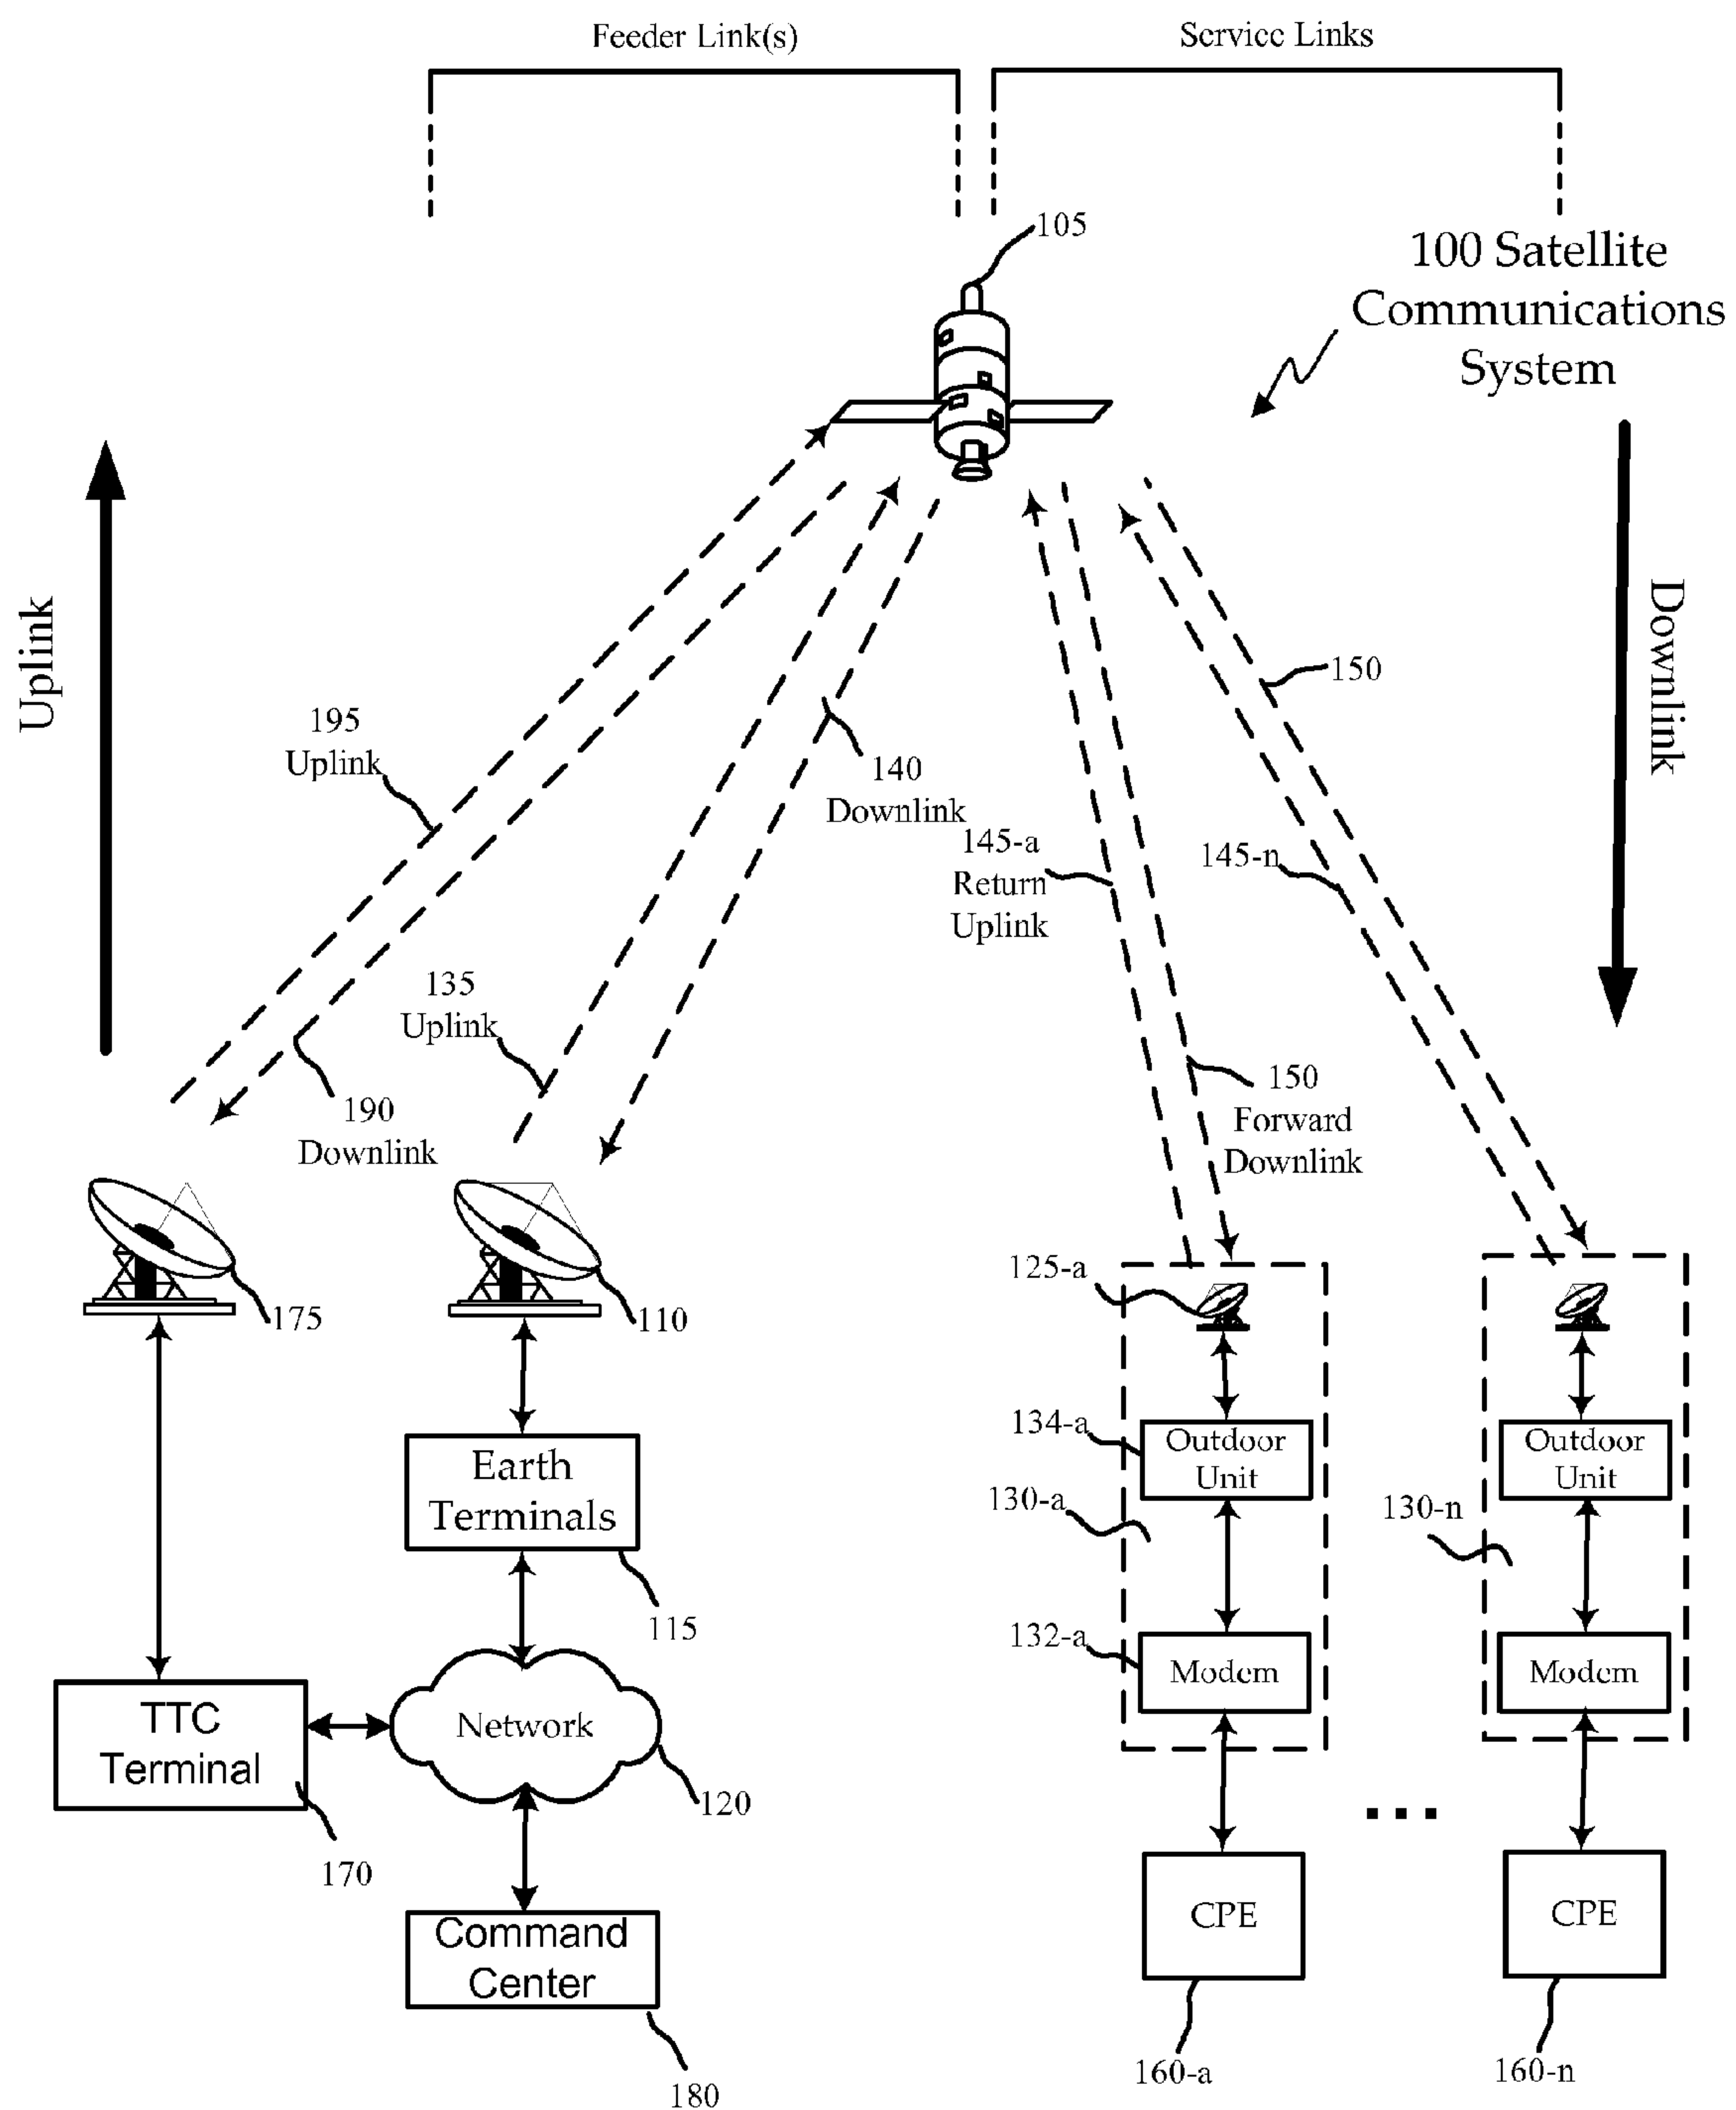 Feeder Link(s)
Service Links
105
100 Satellite
Communications
System
Uplink
Downlink
150
195
Uplink
140
Downlink
145-a
Return
Uplink
145-n
135
Uplink
190
Downlink
150
Forward
Downlink
125-a
175
110
134-a
Outdoor
Unit
Outdoor
Unit
Earth
Terminals
130-a
130-n
115
132-a
Modem
Modem
TTC
Terminal
Network
120
170
CPE
CPE
Command
Center
180
160-a
160-n